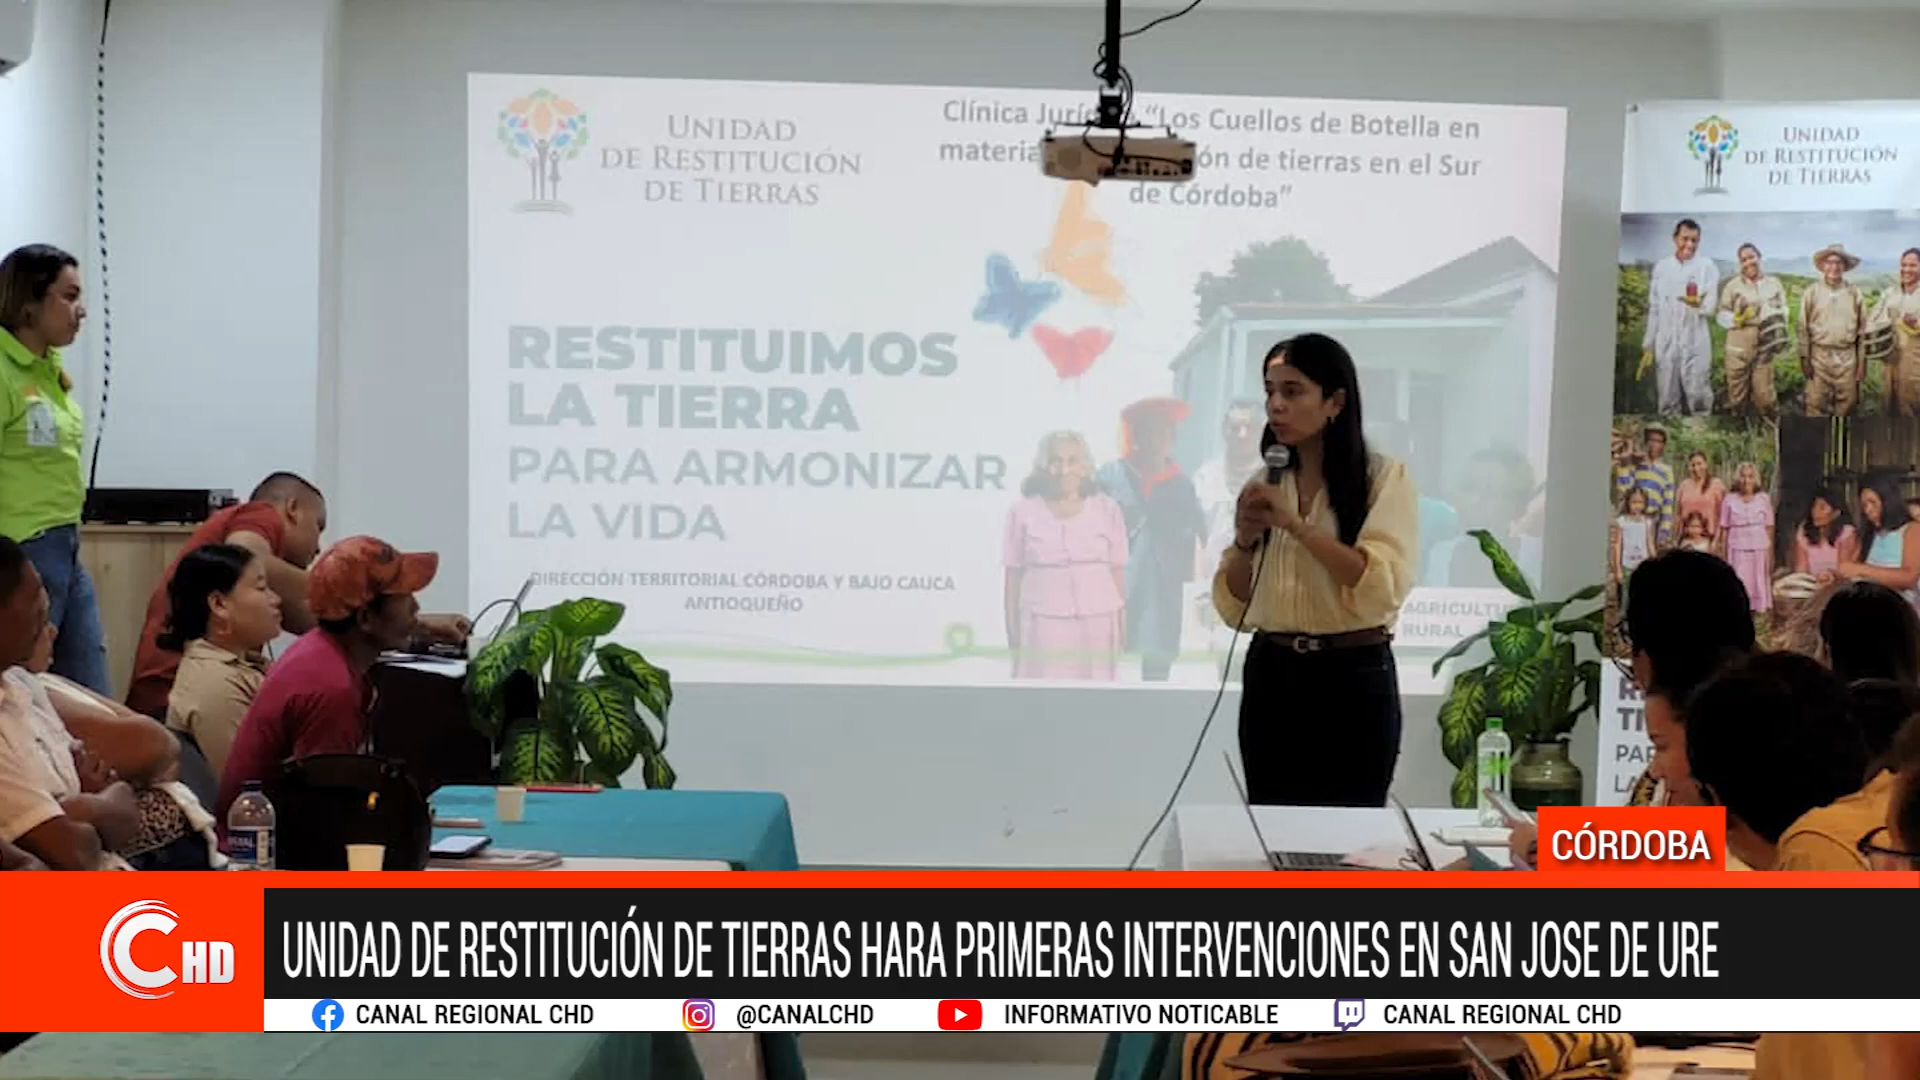 UNIDAD
DE RESTITUCIÓN
DE TIERRAS
Clínica "Los Cuellos de Botella en
materia de tierras en el Sur
de Córdoba"
RESTITUIMOS
LA TIERRA
PARA ARMONIZAR
LA VIDA
DIRECCIÓN TERRITORIAL CÓRDOBA Y BAJO CAUCA
ANTIOQUEÑO
RURAL
UNIDAD
DE RESTITUCIÓN
DE TIERRAS
CÓRDOBA
C HD
UNIDAD DE RESTITUCIÓN DE TIERRAS HARA PRIMERAS INTERVENCIONES EN SAN JOSE DE URE
CANAL REGIONAL CHD @CANALCHD INFORMATIVO NOTICABLE CANAL REGIONAL CHD